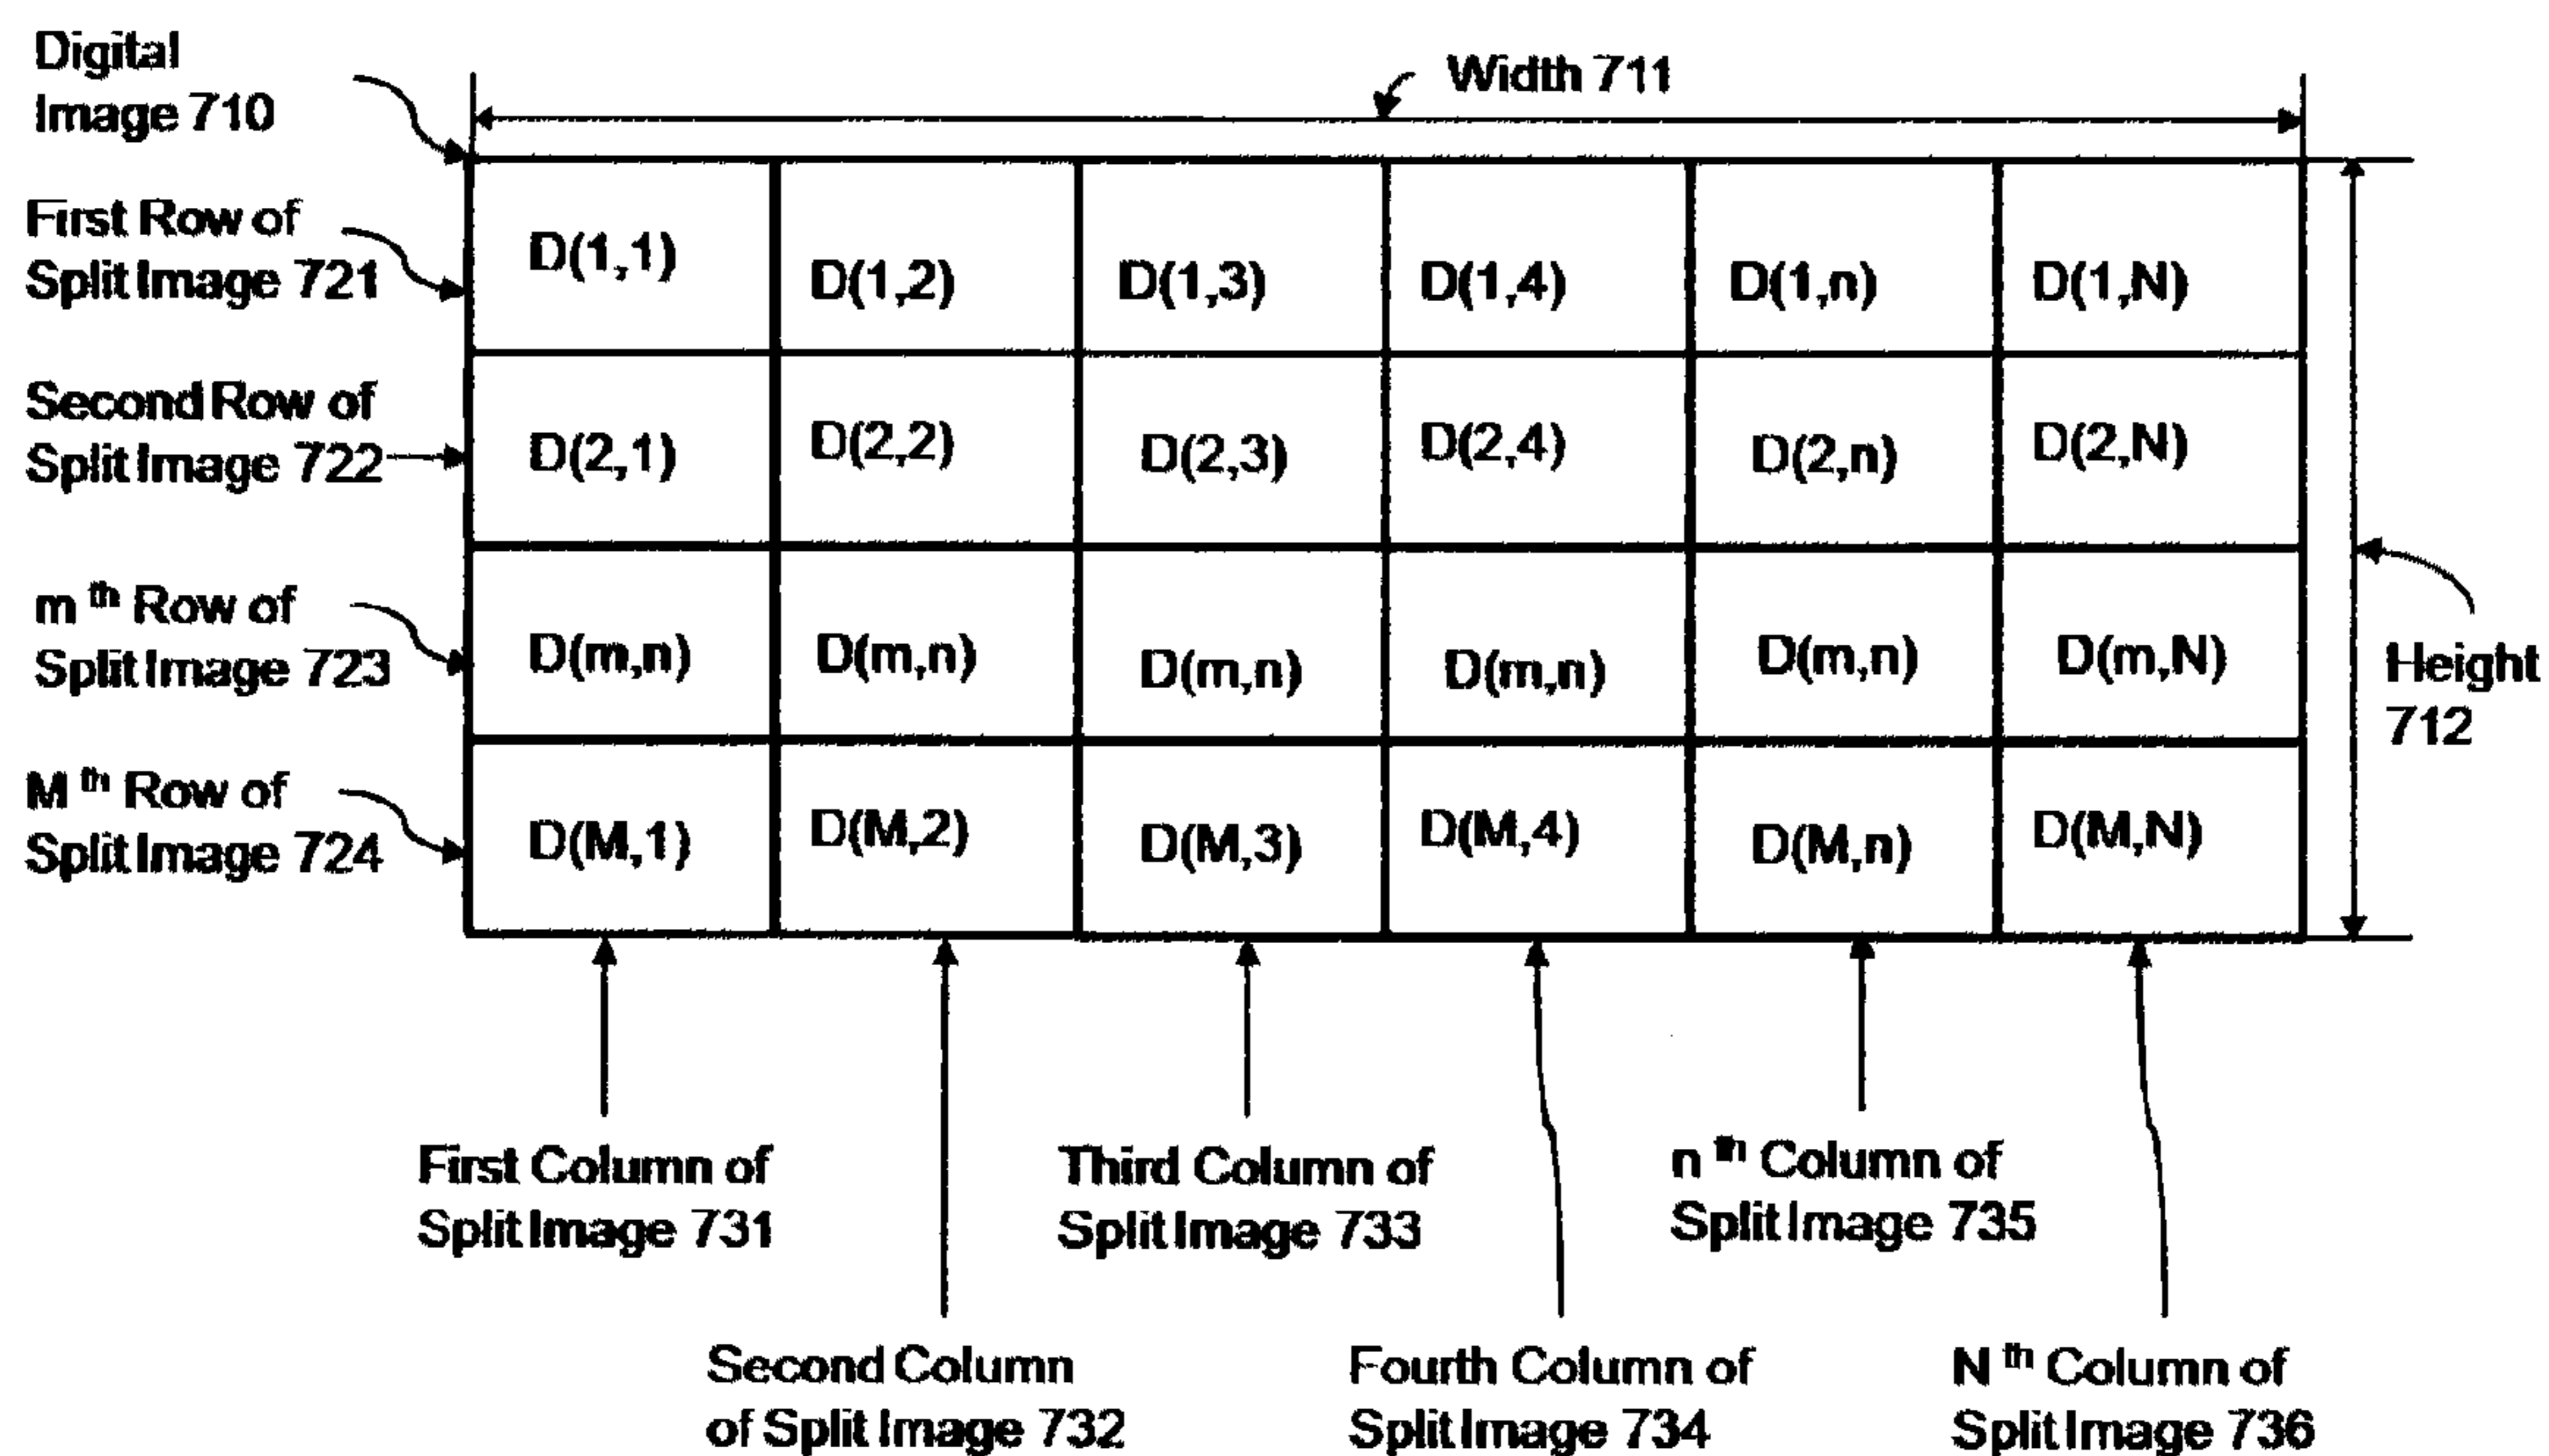 Digital
Image 710
Width 711
First Row of
Split Image 721
D(1,1)
D(1,2)
D(1,3)
D(1,4)
D(1,n)
D(1,N)
Second Row of
Split Image 722
D(2,1)
D(2,2)
D(2,3)
D(2,4)
D(2,n)
D(2,N)
m th Row of
Split Image 723
D(m,n)
D(m,n)
D(m,n)
D(m,n)
D(m,n)
D(m,N)
Height
712
M th Row of
Split Image 724
D(M,1)
D(M,2)
D(M,3)
D(M,4)
D(M,n)
D(M,N)
First Column of
Split Image 731
Third Column of
Split Image 733
n th Column of
Split Image 735
Second Column
of Split Image 732
Fourth Column of
Split Image 734
N th Column of
Split Image 736